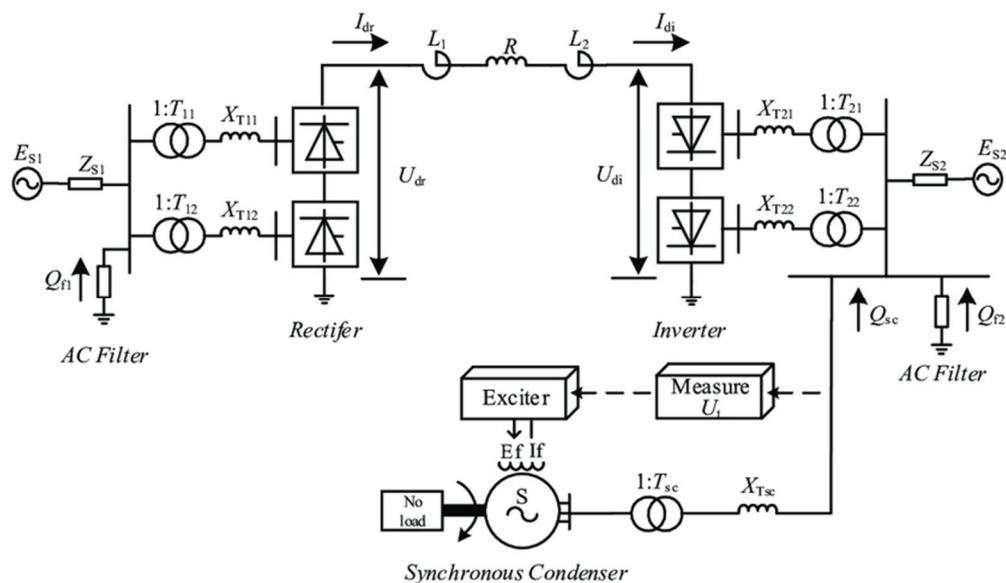 I_dr
L_1
R
L_2
I_di
1:T_11
X_T11
X_T21
1:T_21
E_S1
Z_S1
U_dr
U_di
Z_S2
E_S2
1:T_12
X_T12
X_T22
1:T_22
Q_f1
Rectifer
Inverter
Q_sc
Q_f2
AC Filter
AC Filter
Exciter
Measure
U_t
Ef If
1:T_sc
X_Tsc
No
load
S
Synchronous Condenser